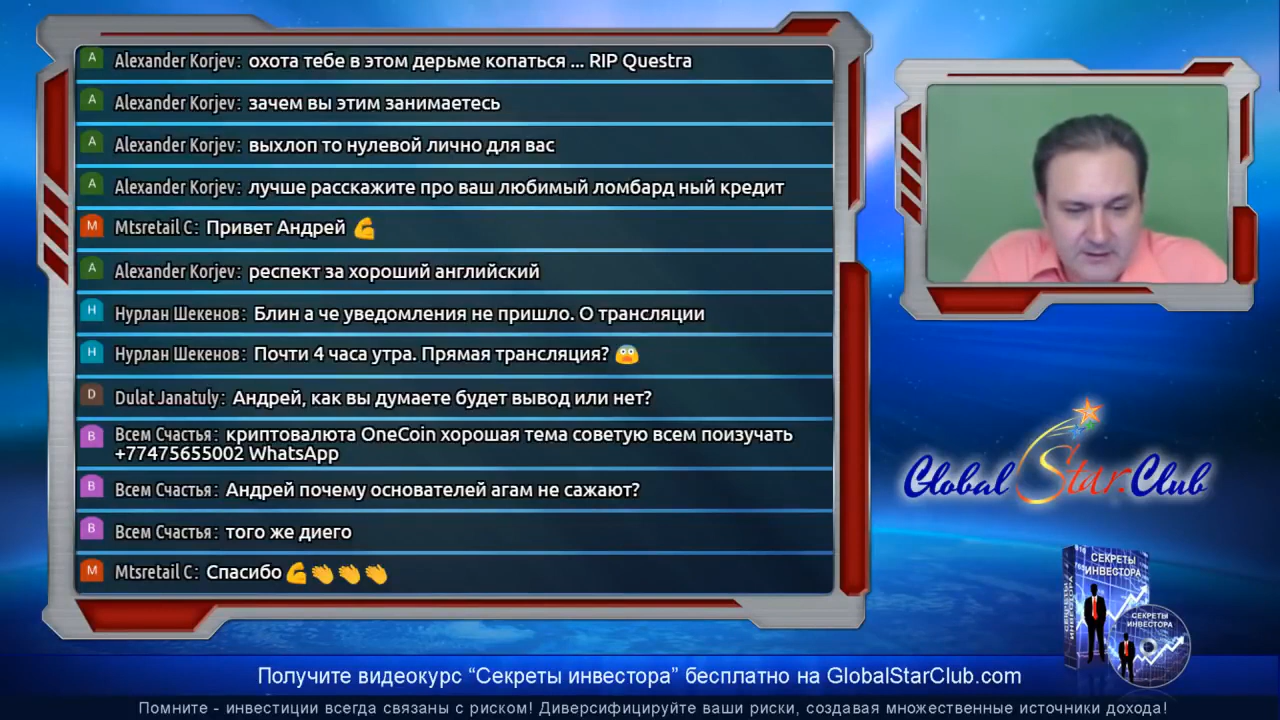 A Alexander Korjev: охота тебе в этом дерьме копаться ... RIP Questra
A Alexander Korjev: зачем вы этим занимаетесь
A Alexander Korjev: выхлоп то нулевой лично для вас
A Alexander Korjev: лучше расскажите про ваш любимый ломбард ный кредит
M Mtsretail C: Привет Андрей 💪
A Alexander Korjev: респект за хороший английский
Н Нурлан Шекенов: Блин а че уведомления не пришло. О трансляции
Н Нурлан Шекенов: Почти 4 часа утра. Прямая трансляция? 😨
D Dulat Janatuly: Андрей, как вы думаете будет вывод или нет?
В Всем Счастья: криптовалюта OneCoin хорошая тема советую всем поизучать
+77475655002 WhatsApp
В Всем Счастья: Андрей почему основателей агам не сажают?
В Всем Счастья: того же диего
M Mtsretail C: Спасибо 💪👏👏👏
Global Star.Club
СЕКРЕТЫ
ИНВЕСТОРА
СЕКРЕТЫ
ИНВЕСТОРА
СЕКРЕТЫ
ИНВЕСТОРА
Получите видеокурс “Секреты инвестора” бесплатно на GlobalStarClub.com
Помните - инвестиции всегда связаны с риском! Диверсифицируйте ваши риски, создавая множественные источники дохода!